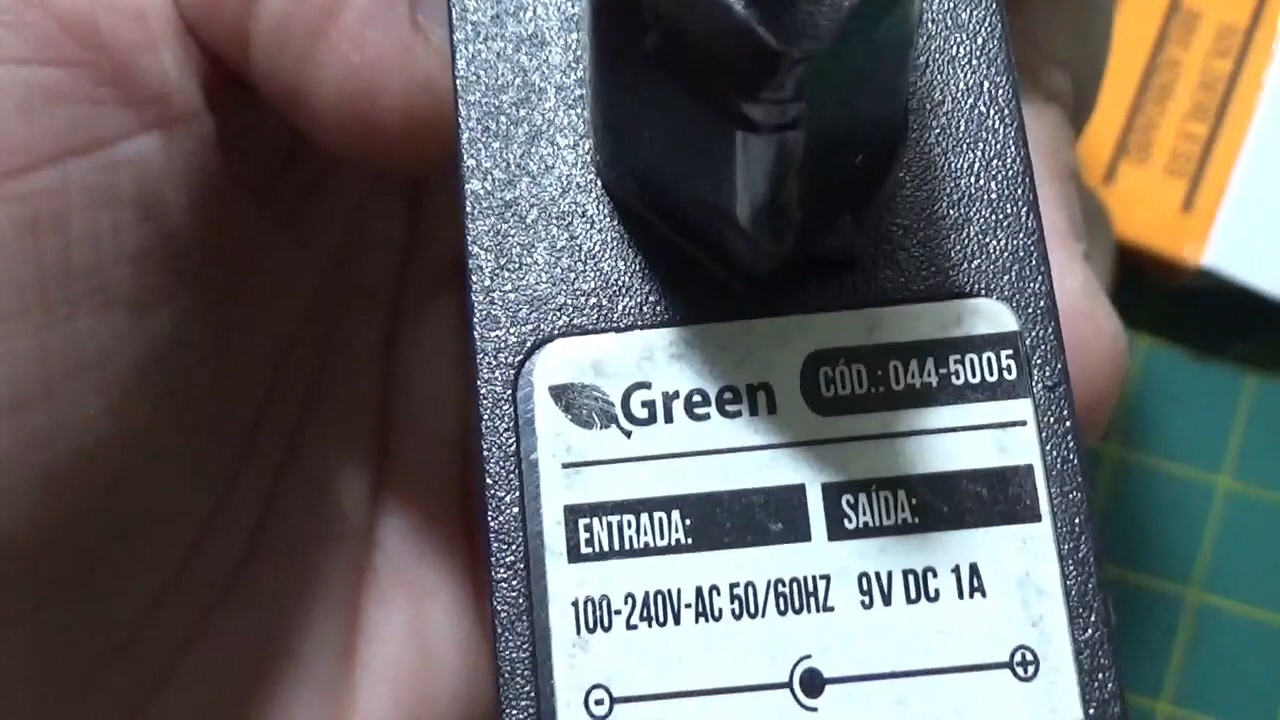 Green
CÓD.: 044-5005
ENTRADA: SAÍDA:
100-240V-AC 50/60HZ 9V DC 1A
- +